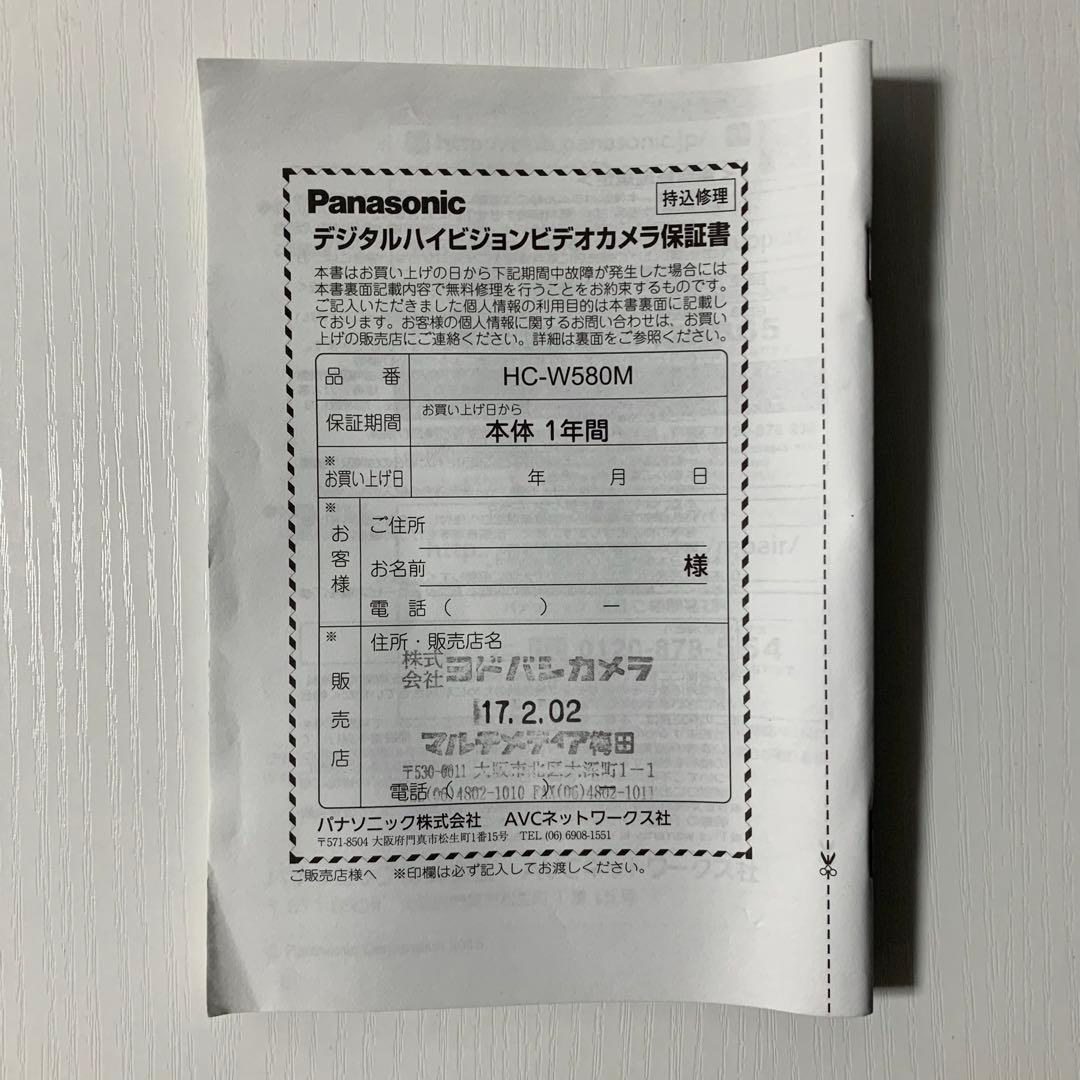 Panasonic
持込修理
デジタルハイビジョンビデオカメラ保証書
本書はお買い上げの日から下記期間中故障が発生した場合には
本書裏面記載内容で無料修理を行うことをお約束するものです。
ご記入いただきました個人情報の利用目的は本書裏面に記載し
ております。お客様の個人情報に関するお問い合わせは、お買い
上げの販売店にご連絡ください。詳細は裏面をご参照ください。
品 番 HC-W580M
保証期間 お買い上げ日から
本体 1年間
※
お買い上げ日 年 月 日
※
お客様
ご住所
お名前 様
電 話 ( ) ー
※
販売店
住所・販売店名
株式会社 ヨドバシカメラ
17.2.02
マルチメディア梅田
〒530-0011 大阪市北区大深町1-1
電話 ( ) ー
(06)4802-1010 FAX(06)4802-1011
パナソニック株式会社 AVCネットワークス社
〒571-8504 大阪府門真市松生町1番15号 TEL (06) 6908-1551
ご販売店様へ ※印欄は必ず記入してお渡しください。